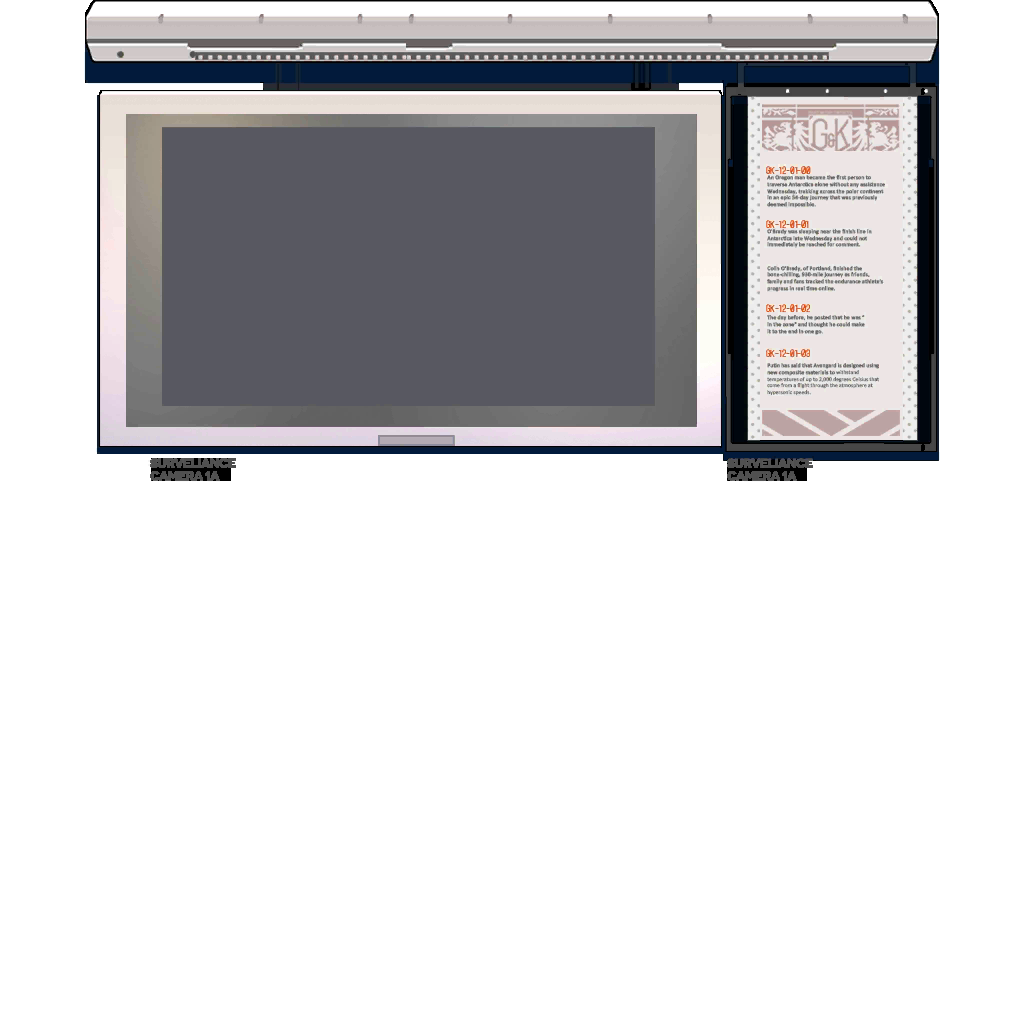 G&K
GK-12-01-00
An Oregon man became the first person to
traverse Antarctica alone without any assistance
Wednesday, trekking across the polar continent
in an epic 54-day journey that was previously
deemed impossible.
GK-12-01-01
O'Brady was sleeping near the finish line in
Antarctica late Wednesday and could not
immediately be reached for comment.
Colin O'Brady, of Portland, finished the
bone-chilling, 930-mile journey as friends,
family and fans tracked the endurance athlete's
progress in real time online.
GK-12-01-02
The day before, he posted that he was "
in the zone" and thought he could make
it to the end in one go.
GK-12-01-03
Putin has said that Avangard is designed using
new composite materials to withstand
temperatures of up to 2,000 degrees Celsius that
come from a flight through the atmosphere at
hypersonic speeds.
SURVELIANCE
CAMERA 1A
SURVELIANCE
CAMERA 1A